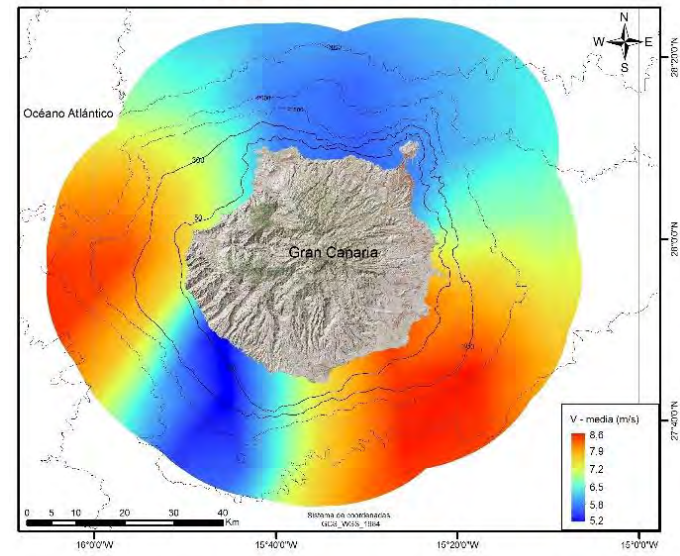 N
W E
S
28°20'0"N
Océano Atlántico
300
50
28°0'0"N
Gran Canaria
27°40'0"N
V - media (m/s)
8,6
7,9
7,2
6,5
5,8
5,2
0 5 10 20 30 40
Km
Sistema de coordenadas
GCS_WGS_1984
16°0'0"W 15°40'0"W 15°20'0"W 15°0'0"W